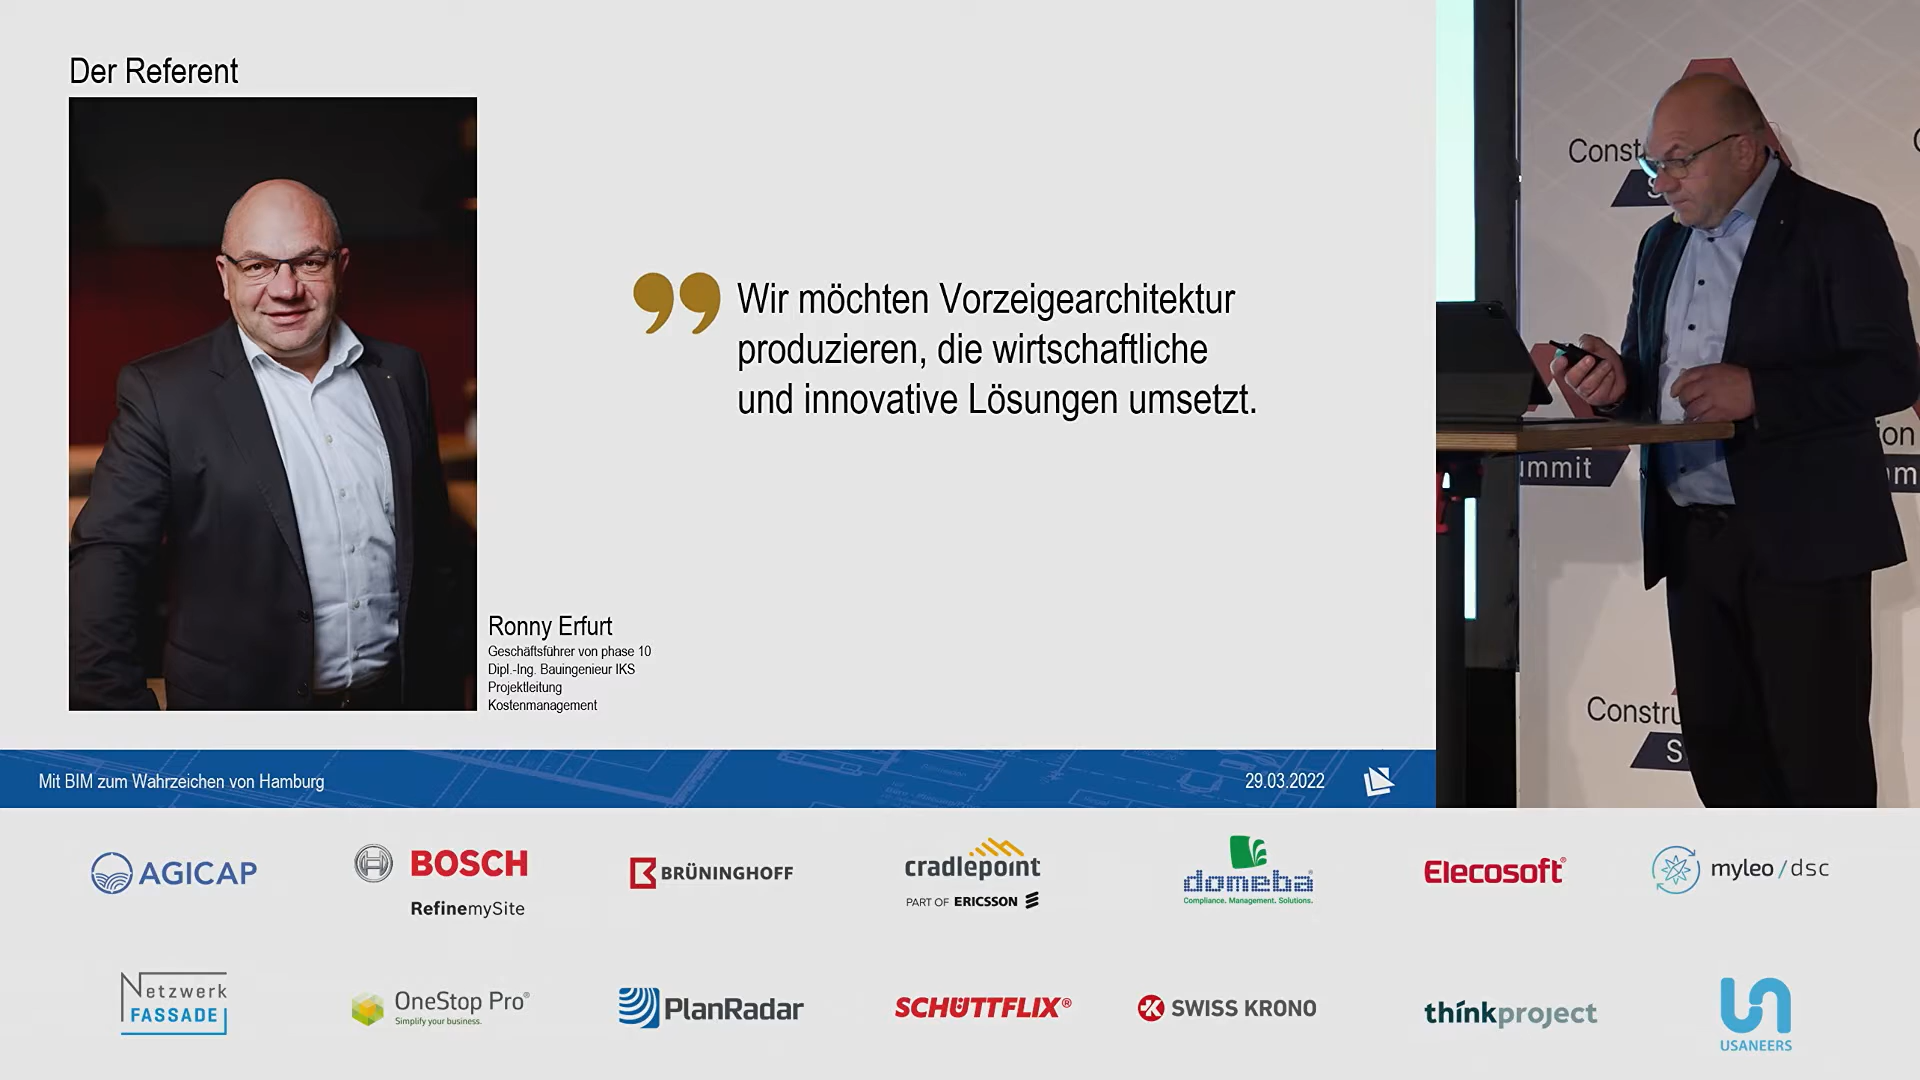 Der Referent
Wir möchten Vorzeigearchitektur
produzieren, die wirtschaftliche
und innovative Lösungen umsetzt.
Ronny Erfurt
Geschäftsführer von phase 10
Dipl.-Ing. Bauingenieur IKS
Projektleitung
Kostenmanagement
Mit BIM zum Wahrzeichen von Hamburg
29.03.2022
Const
S
ion
ummit
m
Constru
S
AGICAP
BOSCH
RefinemySite
BRÜNINGHOFF
cradlepoint
PART OF ERICSSON
domeba
Compliance. Management. Solutions.
Elecosoft®
myleo / dsc
Netzwerk
FASSADE
OneStop Pro®
Simplify your business.
PlanRadar
SCHÜTTFLIX®
SWISS KRONO
thinkproject
USANEERS